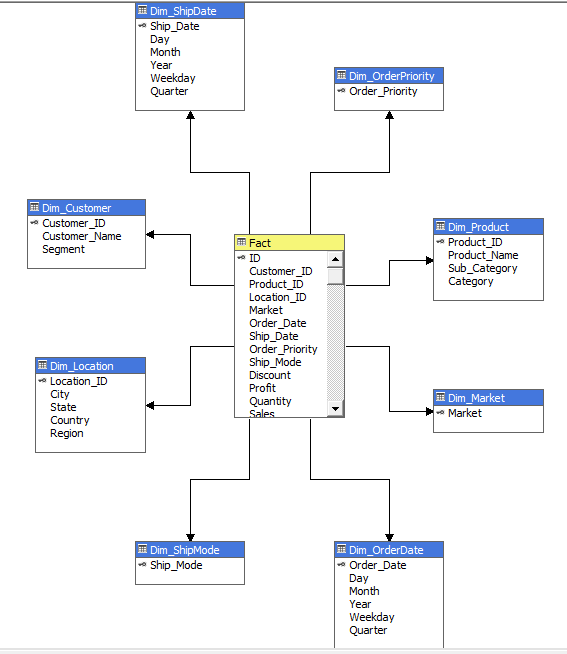 Dim_ShipDate
Ship_Date
Day
Month
Year
Weekday
Quarter
Dim_OrderPriority
Order_Priority
Dim_Customer
Customer_ID
Customer_Name
Segment
Fact
ID
Customer_ID
Product_ID
Location_ID
Market
Order_Date
Ship_Date
Order_Priority
Ship_Mode
Discount
Profit
Quantity
Sales
Dim_Product
Product_ID
Product_Name
Sub_Category
Category
Dim_Location
Location_ID
City
State
Country
Region
Dim_Market
Market
Dim_ShipMode
Ship_Mode
Dim_OrderDate
Order_Date
Day
Month
Year
Weekday
Quarter